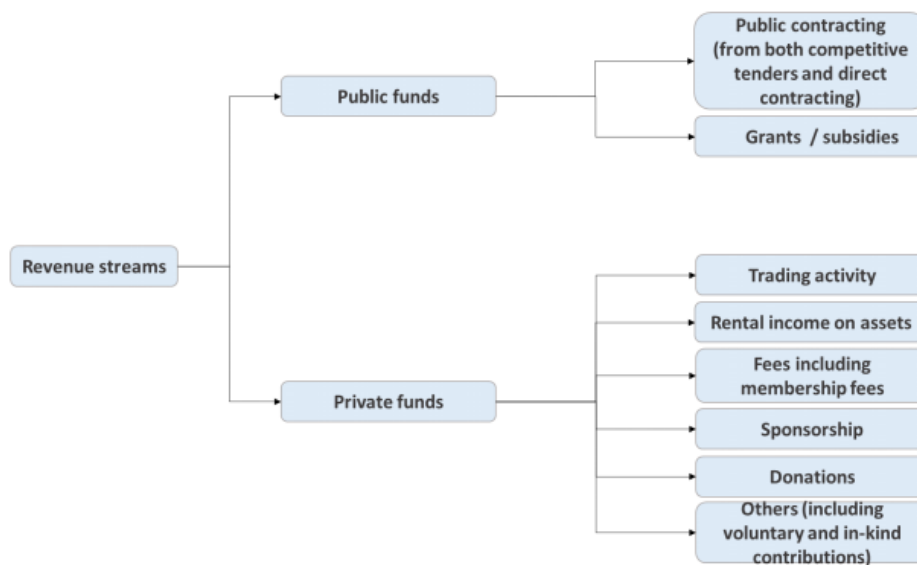 Public contracting
(from both competitive
tenders and direct
contracting)
Public funds
Grants / subsidies
Revenue streams
Trading activity
Rental income on assets
Fees including
membership fees
Private funds
Sponsorship
Donations
Others (including
voluntary and in-kind
contributions)